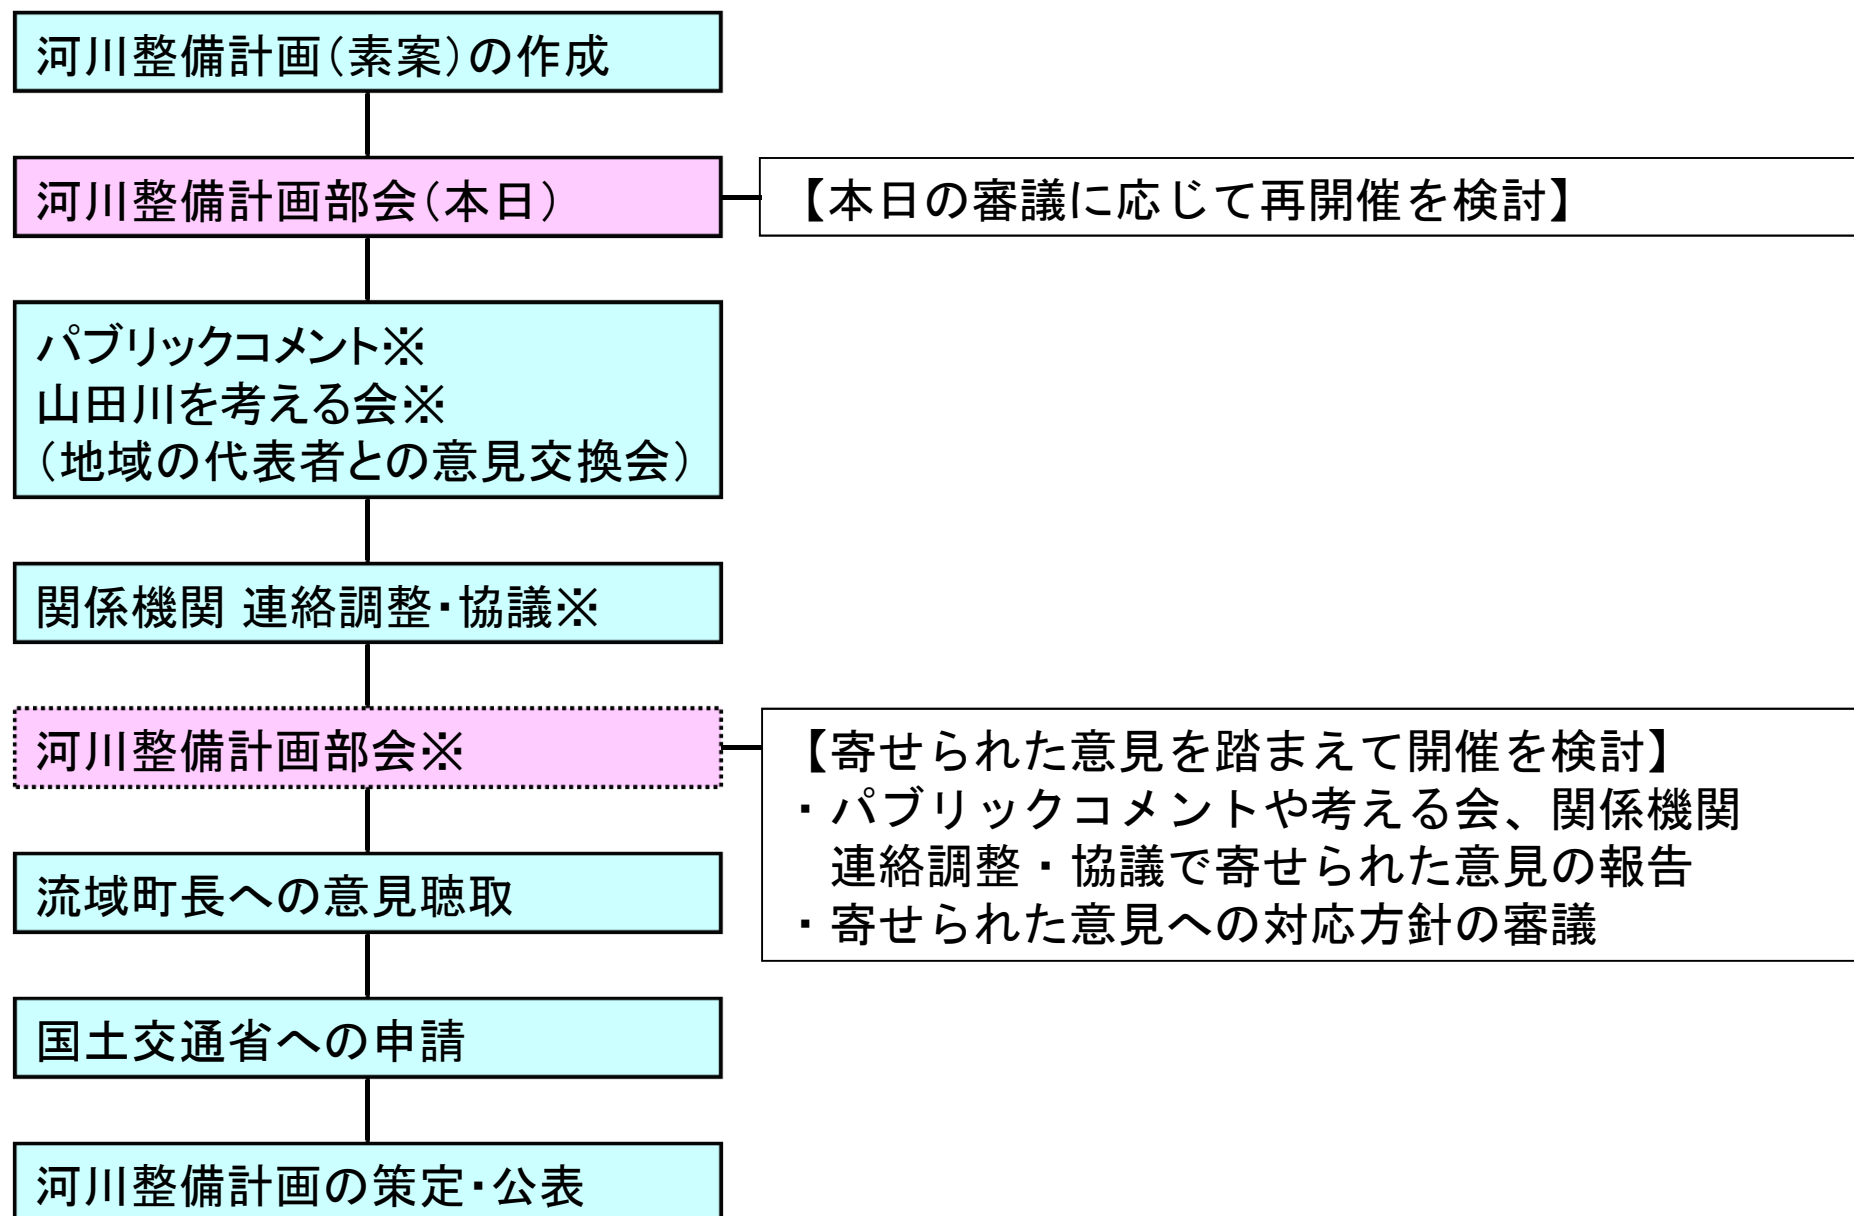 河川整備計画(素案)の作成
河川整備計画部会(本日)
【本日の審議に応じて再開催を検討】
パブリックコメント※
山田川を考える会※
(地域の代表者との意見交換会)
関係機関 連絡調整・協議※
河川整備計画部会※
【寄せられた意見を踏まえて開催を検討】
・パブリックコメントや考える会、関係機関
連絡調整・協議で寄せられた意見の報告
・寄せられた意見への対応方針の審議
流域町長への意見聴取
国土交通省への申請
河川整備計画の策定・公表